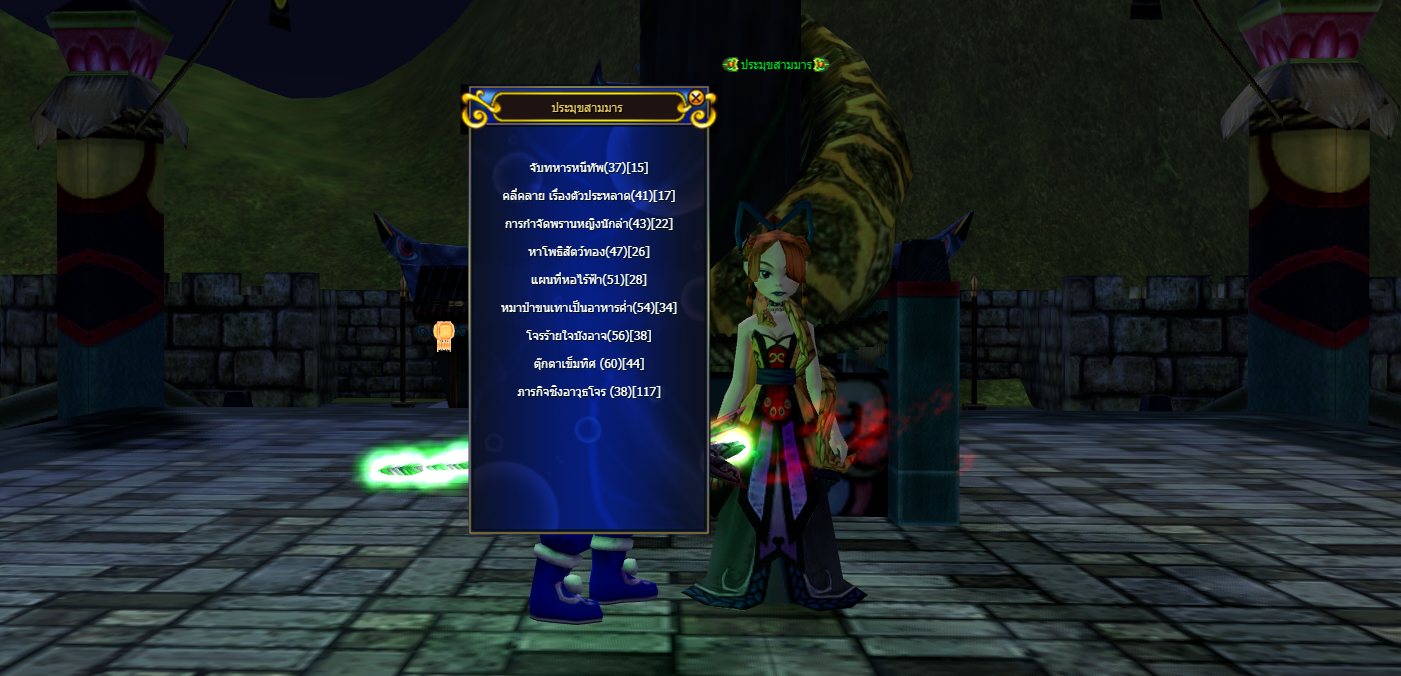 ประมุขสามมาร
ประมุขสามมาร
จับทหารหนีทัพ(37)[15]
คลี่คลาย เรื่องตัวประหลาด(41)[17]
การกำจัดพรานหญิงนักล่า(43)[22]
หาโพธิสัตว์ทอง(47)[26]
แผนที่หอไร้ฟ้า(51)[28]
หมาป่าขนเทาเป็นอาหารค่ำ(54)[34]
โจรร้ายใจบังอาจ(56)[38]
ตุ๊กตาเข็มทิศ (60)[44]
ภารกิจชิงอาวุธโจร (38)[117]